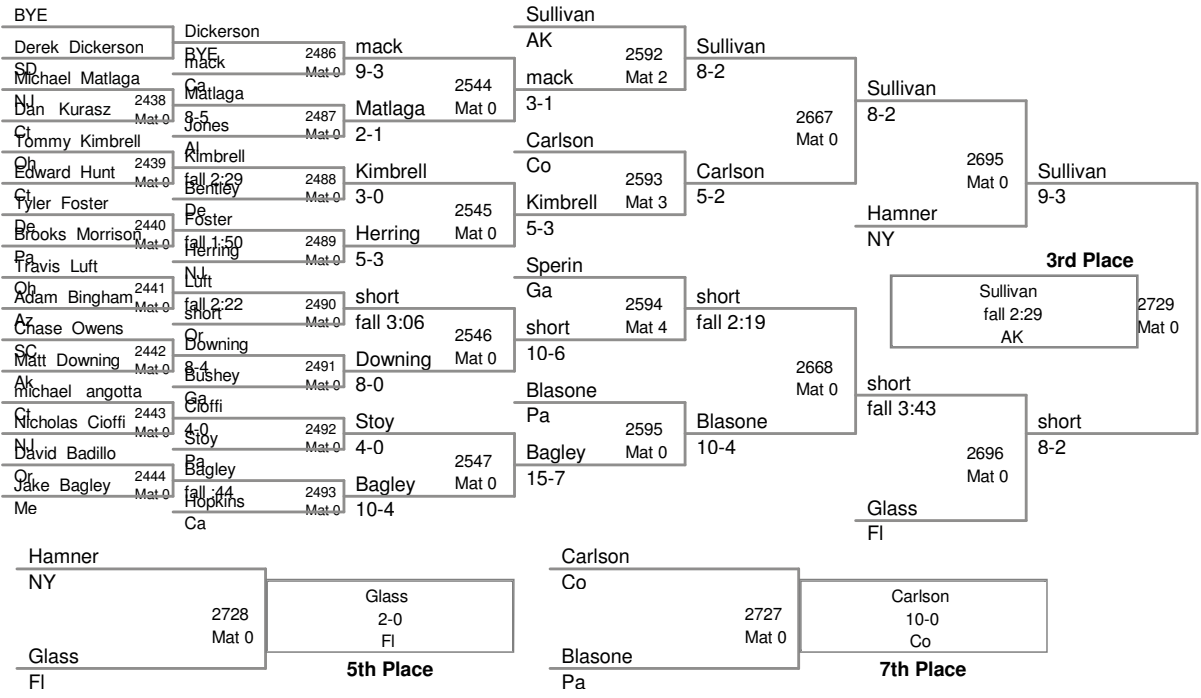 BYE
Derek Dickerson
SD
Michael Matlaga
NJ
Dan Kurasz
Ct
Tommy Kimbrell
Oh
Edward Hunt
Ct
Tyler Foster
De
Brooks Morrison
Pa
Travis Luft
Oh
Adam Bingham
Az
Chase Owens
SC
Matt Downing
Ak
michael angotta
Ct
Nicholas Cioffi
NJ
David Badillo
Or
Jake Bagley
Me
2438
Mat 0
2439
Mat 0
2440
Mat 0
2441
Mat 0
2442
Mat 0
2443
Mat 0
2444
Mat 0
Dickerson
BYE
mack
Ca
Matlaga
8-5
Jones
Al
Kimbrell
fall 2:29
Bentley
De
Foster
fall 1:50
Herring
NJ
Luft
fall 2:22
short
Or
Downing
8-4
Bushey
Ga
Cioffi
4-0
Stoy
Pa
Bagley
fall :44
Hopkins
Ca
2486
Mat 0
2487
Mat 0
2488
Mat 0
2489
Mat 0
2490
Mat 0
2491
Mat 0
2492
Mat 0
2493
Mat 0
mack
9-3
Matlaga
2-1
Kimbrell
3-0
Herring
5-3
short
fall 3:06
Downing
8-0
Stoy
4-0
Bagley
10-4
2544
Mat 0
2545
Mat 0
2546
Mat 0
2547
Mat 0
Sullivan
AK
mack
3-1
Carlson
Co
Kimbrell
5-3
Sperin
Ga
short
10-6
Blasone
Pa
Bagley
15-7
2592
Mat 2
2593
Mat 3
2594
Mat 4
2595
Mat 0
Sullivan
8-2
Carlson
5-2
short
fall 2:19
Blasone
10-4
2667
Mat 0
2668
Mat 0
Sullivan
8-2
Hamner
NY
short
fall 3:43
Glass
Fl
2695
Mat 0
2696
Mat 0
Sullivan
9-3
short
8-2
3rd Place
Sullivan
fall 2:29
AK
2729
Mat 0
Hamner
NY
2728
Mat 0
Glass
Fl
Glass
2-0
Fl
5th Place
Carlson
Co
2727
Mat 0
Blasone
Pa
Carlson
10-0
Co
7th Place